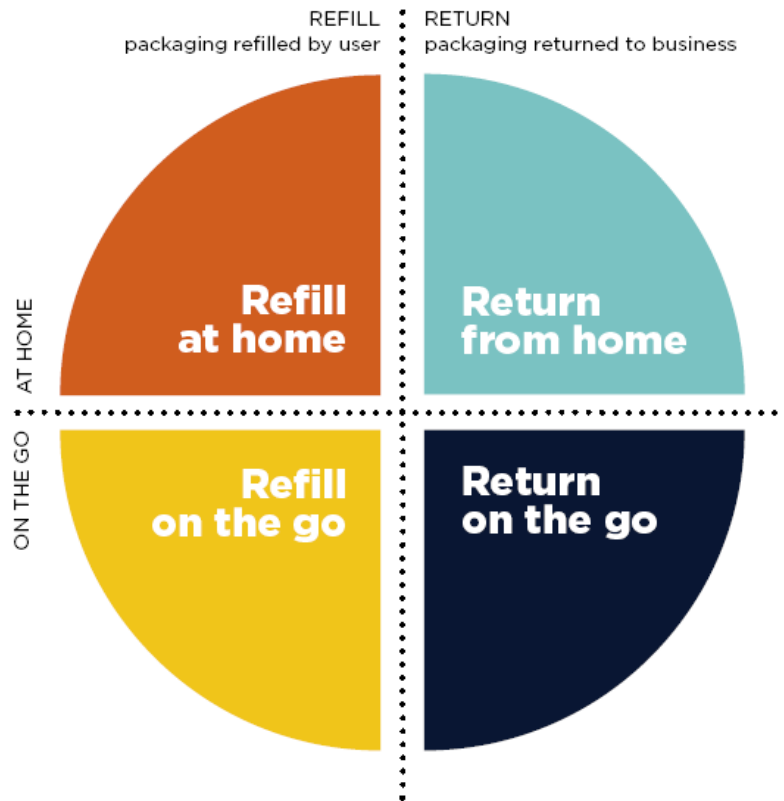 REFILL
packaging refilled by user
RETURN
packaging returned to business
AT HOME
Refill
at home
Return
from home
ON THE GO
Refill
on the go
Return
on the go